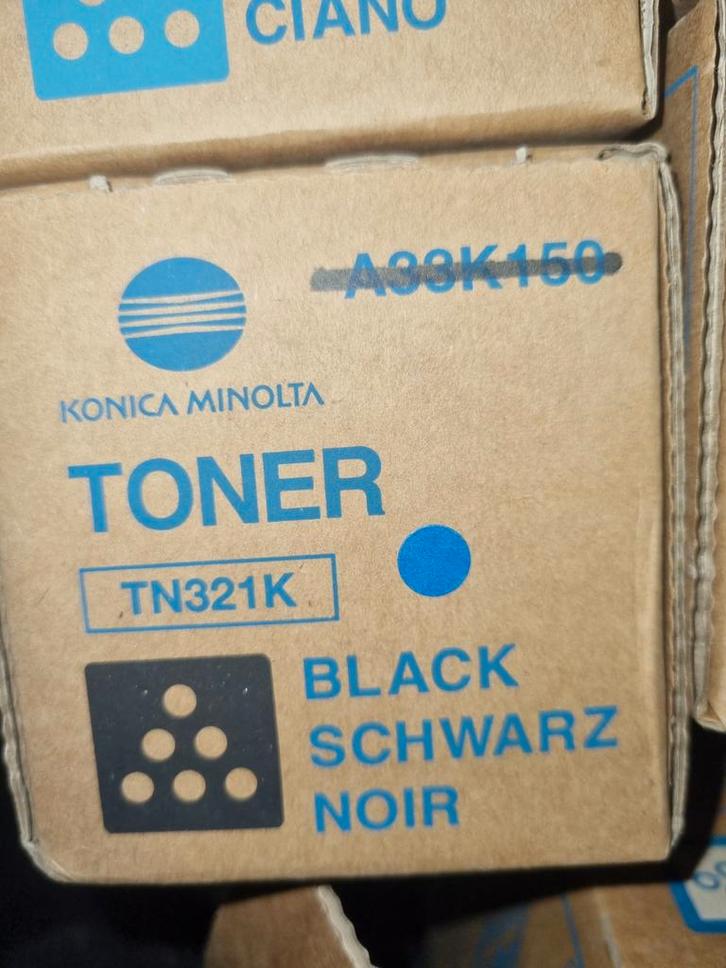 CIANO
A33K150
KONICA MINOLTA
TONER
TN321K
BLACK
SCHWARZ
NOIR